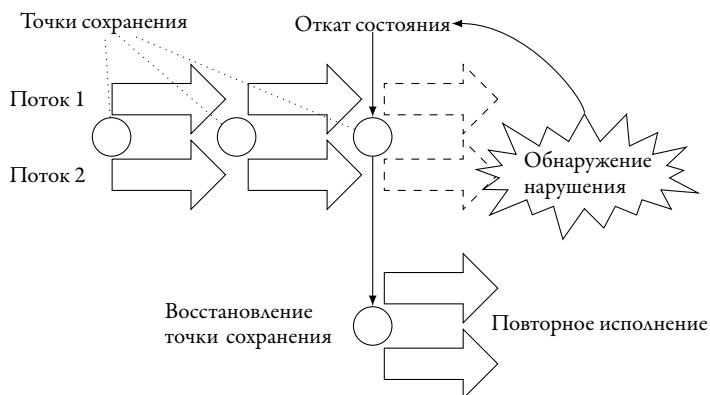 Точки сохранения
Откат состояния
Поток 1
Поток 2
Обнаружение
нарушения
Восстановление
точки сохранения
Повторное исполнение